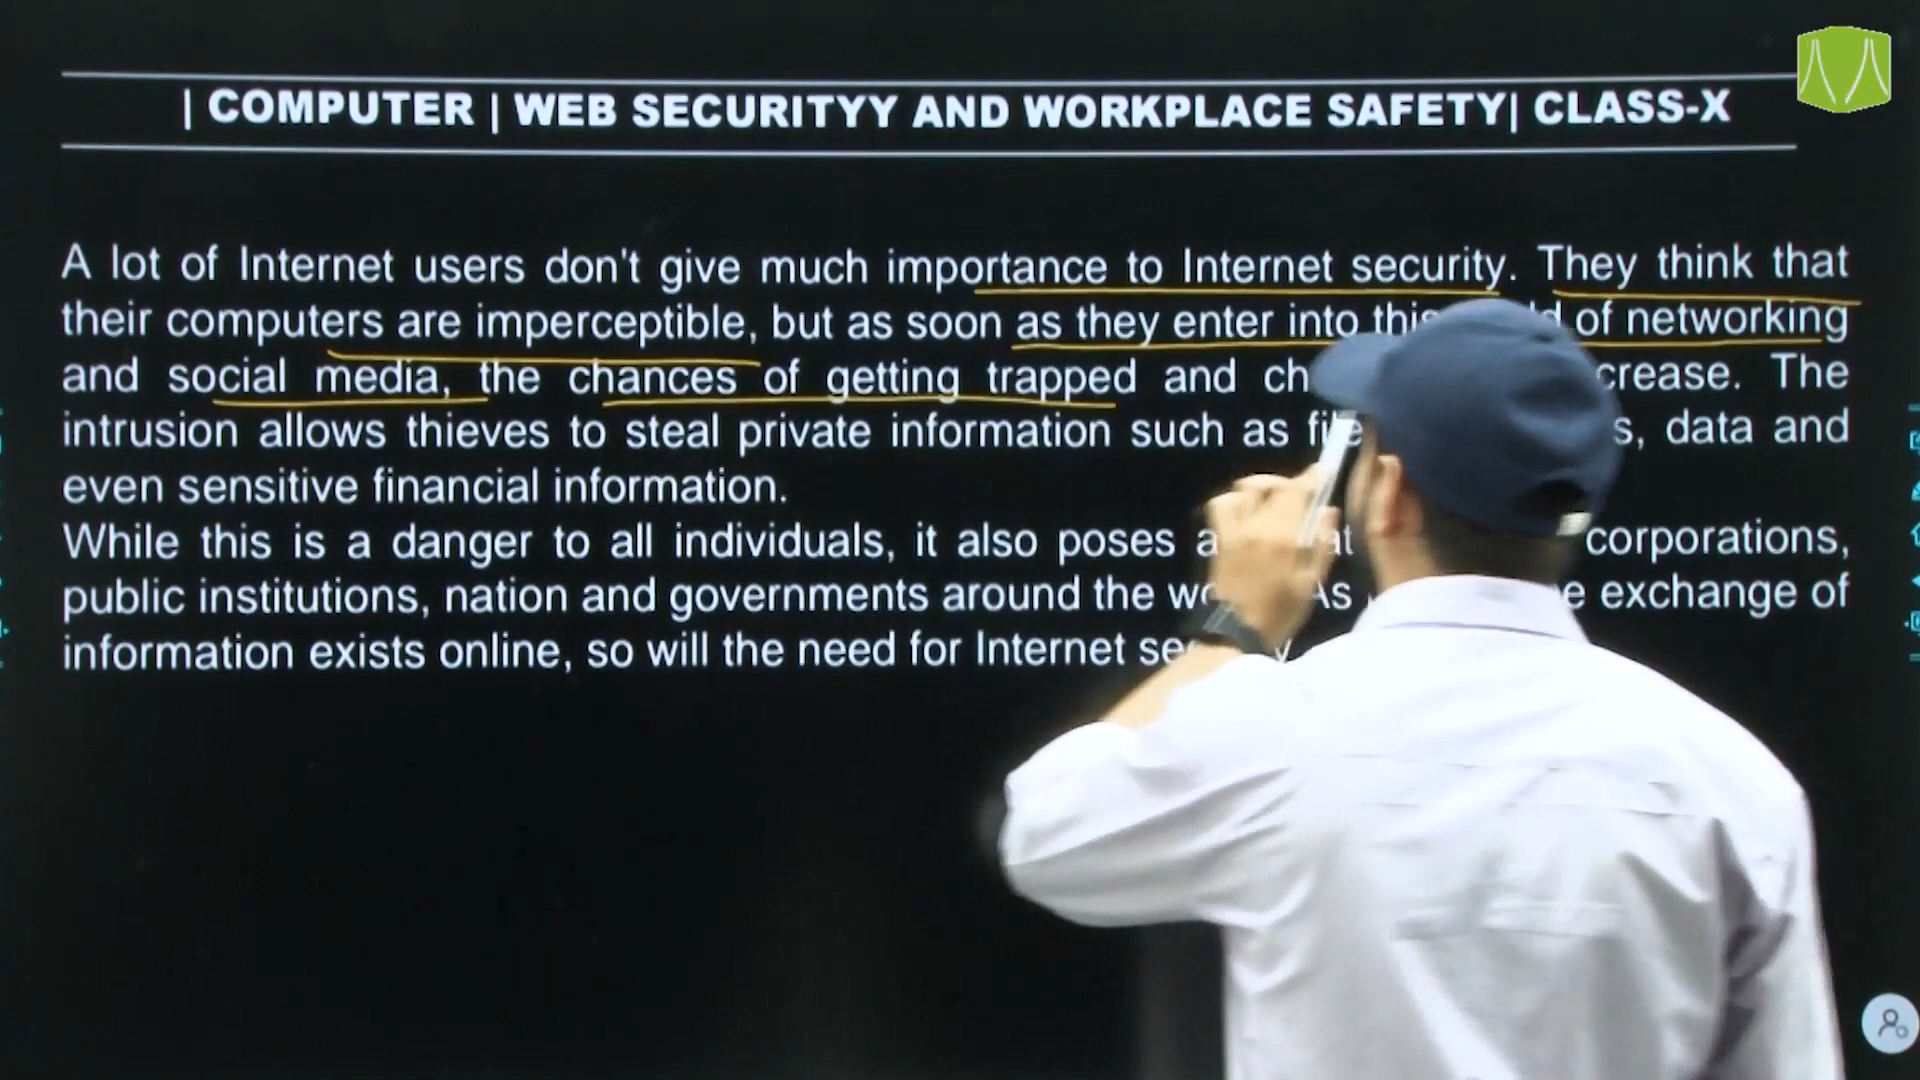 | COMPUTER | WEB SECURITYY AND WORKPLACE SAFETY| CLASS-X
A lot of Internet users don't give much importance to Internet security. They think that
their computers are imperceptible, but as soon as they enter into this of networking
and social media, the chances of getting trapped and The
intrusion allows thieves to steal private information such as data and
even sensitive financial information.
While this is a danger to all individuals, it also poses corporations,
public institutions, nation and governments around the As exchange of
information exists online, so will the need for Internet